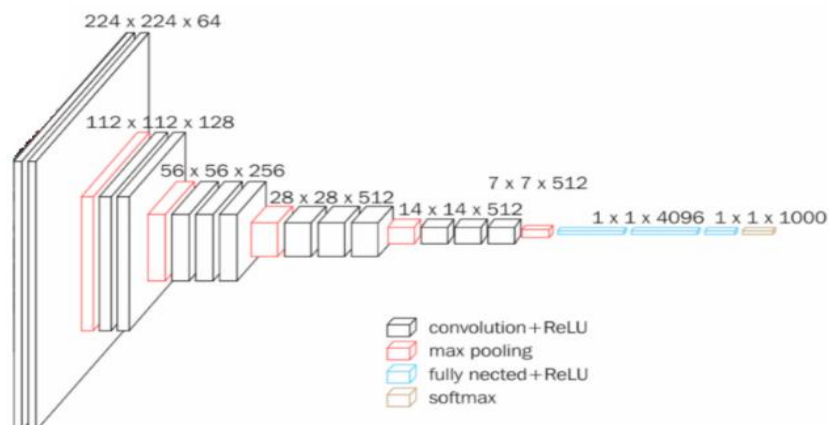 224 x 224 x 64
112 x 112 x 128
56 x 56 x 256
28 x 28 x 512
14 x 14 x 512
7 x 7 x 512
1 x 1 x 4096
1 x 1 x 1000
convolution+ReLU
max pooling
fully nected+ReLU
softmax